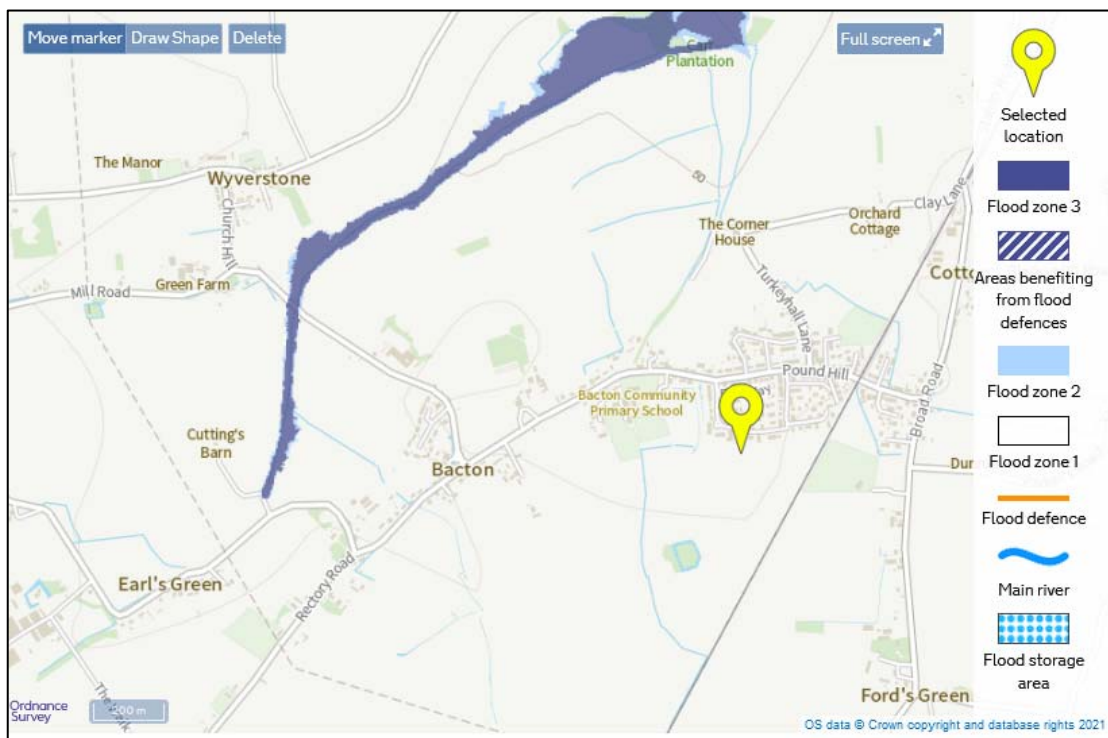 Move marker
Draw Shape
Delete
Full screen
Carr
Plantation
The Manor
Wyverstone
Church Hill
60
Clay Lane
The Corner
House
Orchard
Cottage
Green Farm
Mill Road
Turkeyhall Lane
Pound Hill
Bacton Community
Primary School
Broad Road
Cutting's
Barn
Bacton
Earl's Green
Rectory Road
Ford's Green
Ordnance
Survey
OS data © Crown copyright and database rights 2021
Selected
location
Flood zone 3
Areas benefiting
from flood
defences
Flood zone 2
Flood zone 1
Flood defence
Main river
Flood storage
area